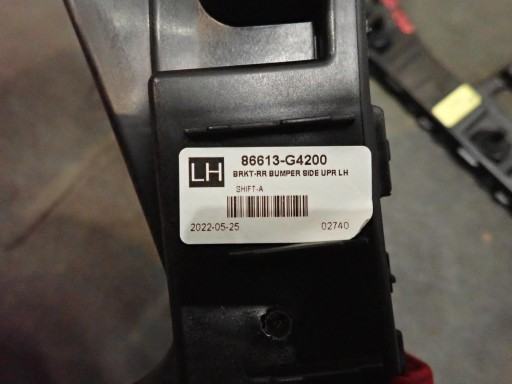 LH
86613-G4200
BRKT-RR BUMPER SIDE UPR LH
SHIFT-A
2022-05-25 02740